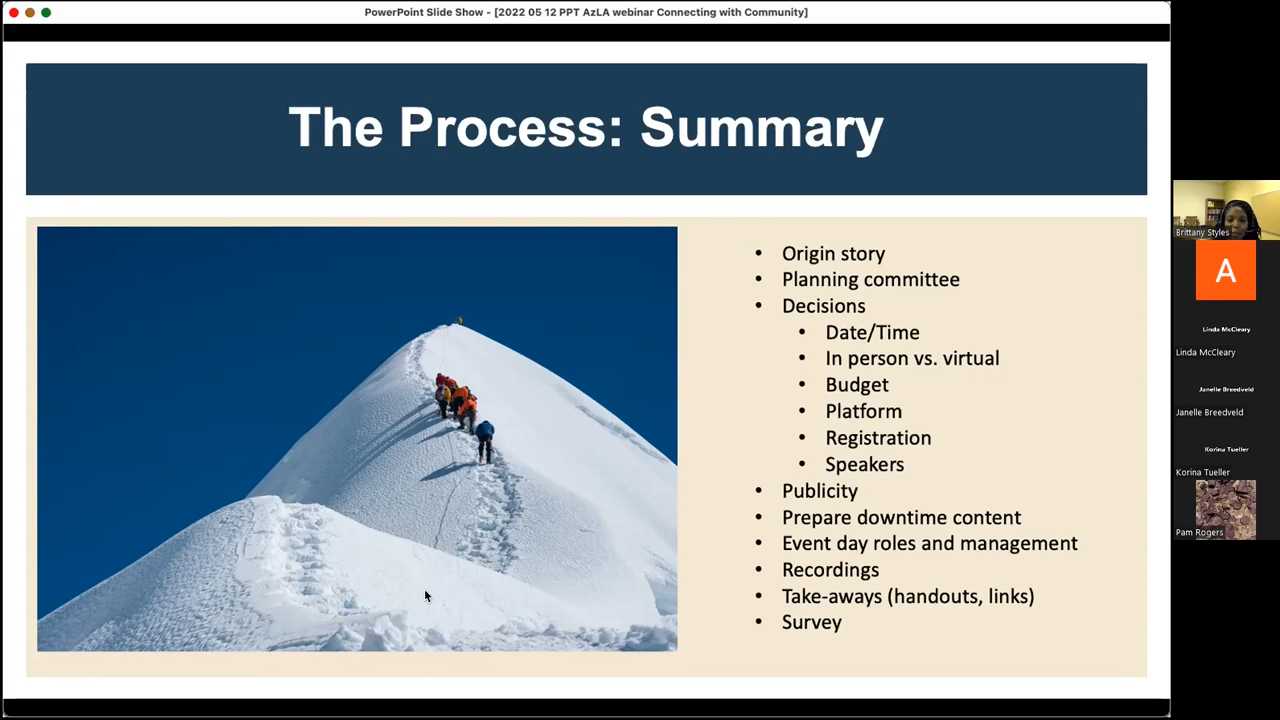 PowerPoint Slide Show - [2022 05 12 PPT AzLA webinar Connecting with Community]
The Process: Summary
• Origin story
• Planning committee
• Decisions
• Date/Time
• In person vs. virtual
• Budget
• Platform
• Registration
• Speakers
• Publicity
• Prepare downtime content
• Event day roles and management
• Recordings
• Take-aways (handouts, links)
• Survey
Brittany Styles
A
Linda McCleary
Linda McCleary
Janelle Breedveld
Janelle Breedveld
Korina Tueller
Korina Tueller
Pam Rogers